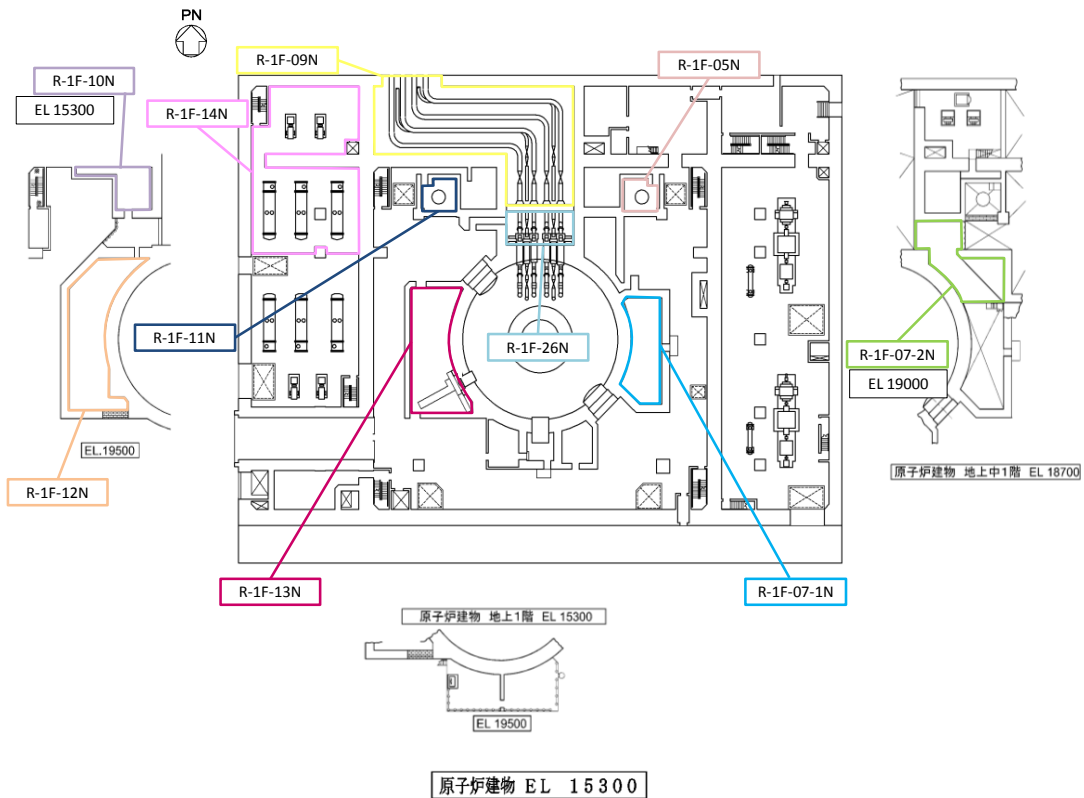 PN
R-1F-09N
R-1F-05N
R-1F-10N
EL 15300
R-1F-14N
R-1F-11N
R-1F-26N
R-1F-07-2N
EL 19000
EL.19500
R-1F-12N
原子炉建物 地上中1階 EL 18700
R-1F-13N
R-1F-07-1N
原子炉建物 地上1階 EL 15300
EL 19500
原子炉建物 EL 15300